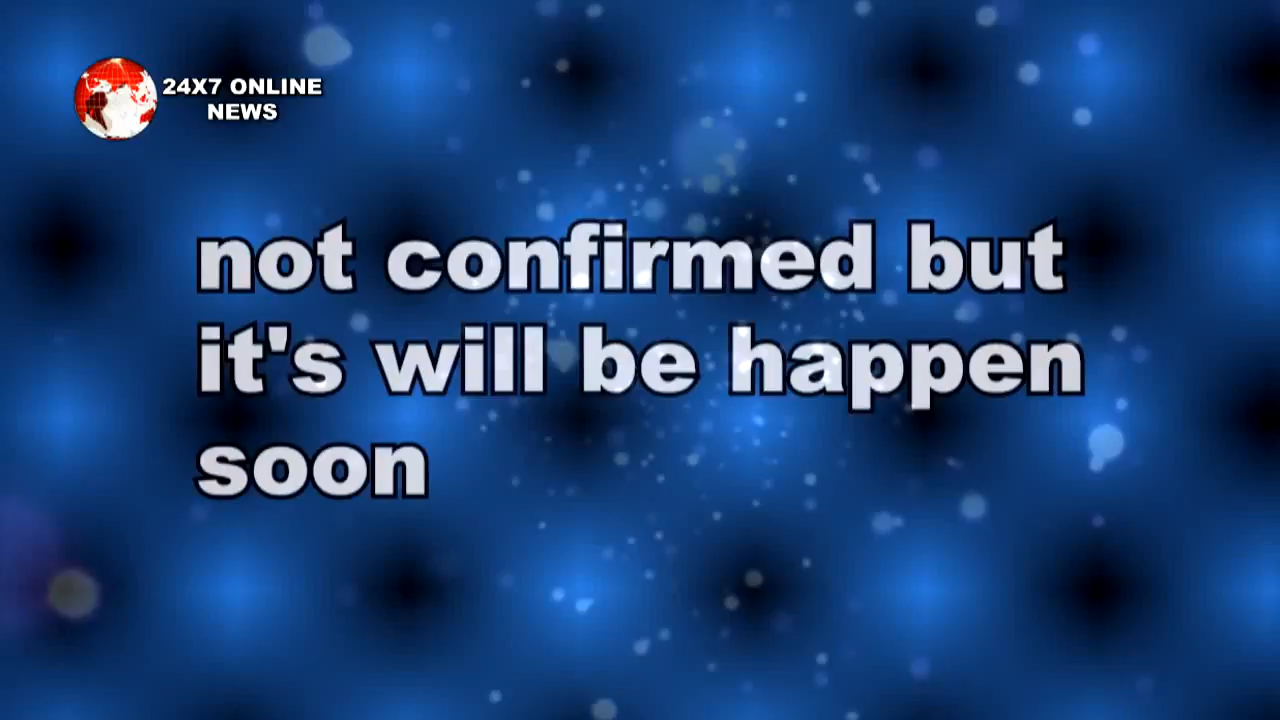 24X7 ONLINE
NEWS
not confirmed but
it's will be happen
soon